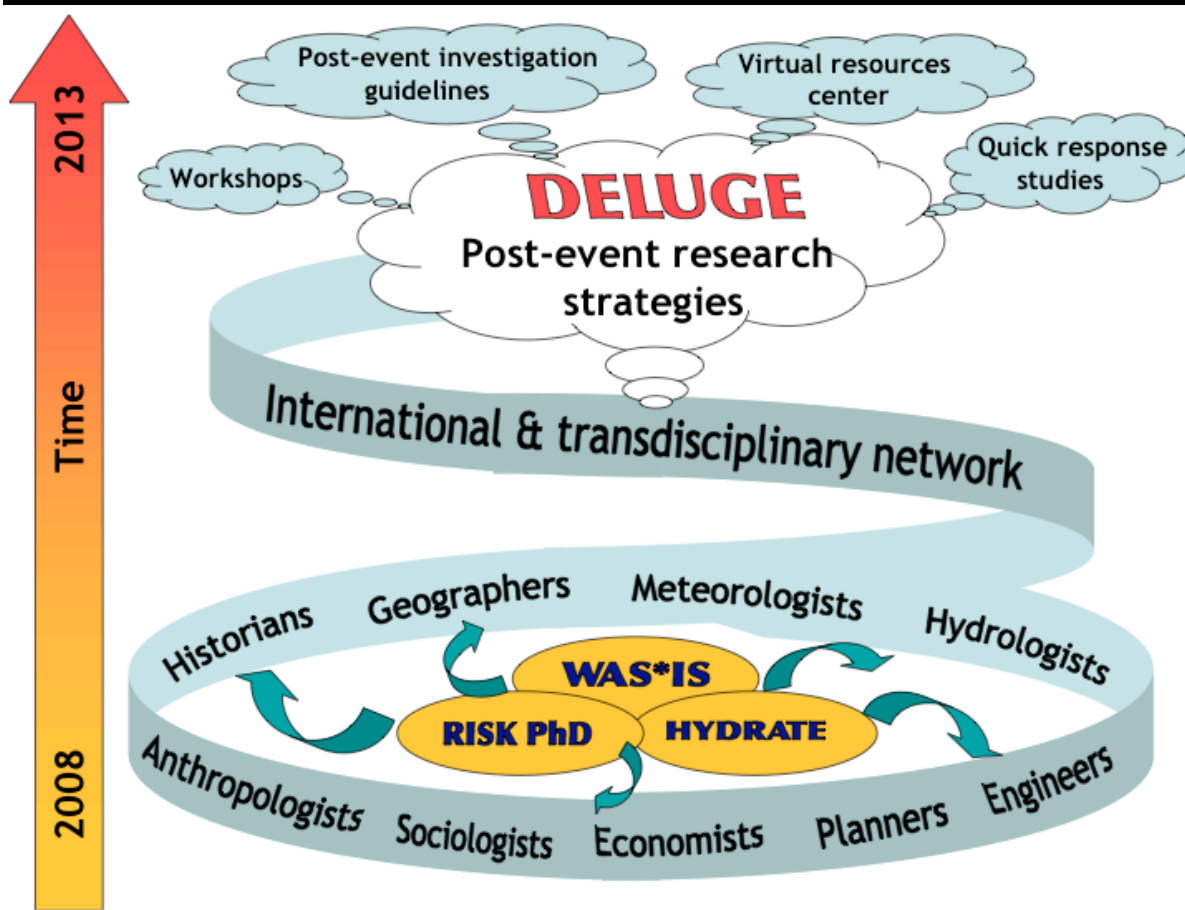 Post-event investigation
guidelines
Virtual resources
center
Workshops
Quick response
studies
DELUGE
Post-event research
strategies
2013
Time
2008
International & transdisciplinary network
Historians
Geographers
Meteorologists
Hydrologists
WAS*IS
RISK PhD
HYDRATE
Anthropologists
Sociologists
Economists
Planners
Engineers